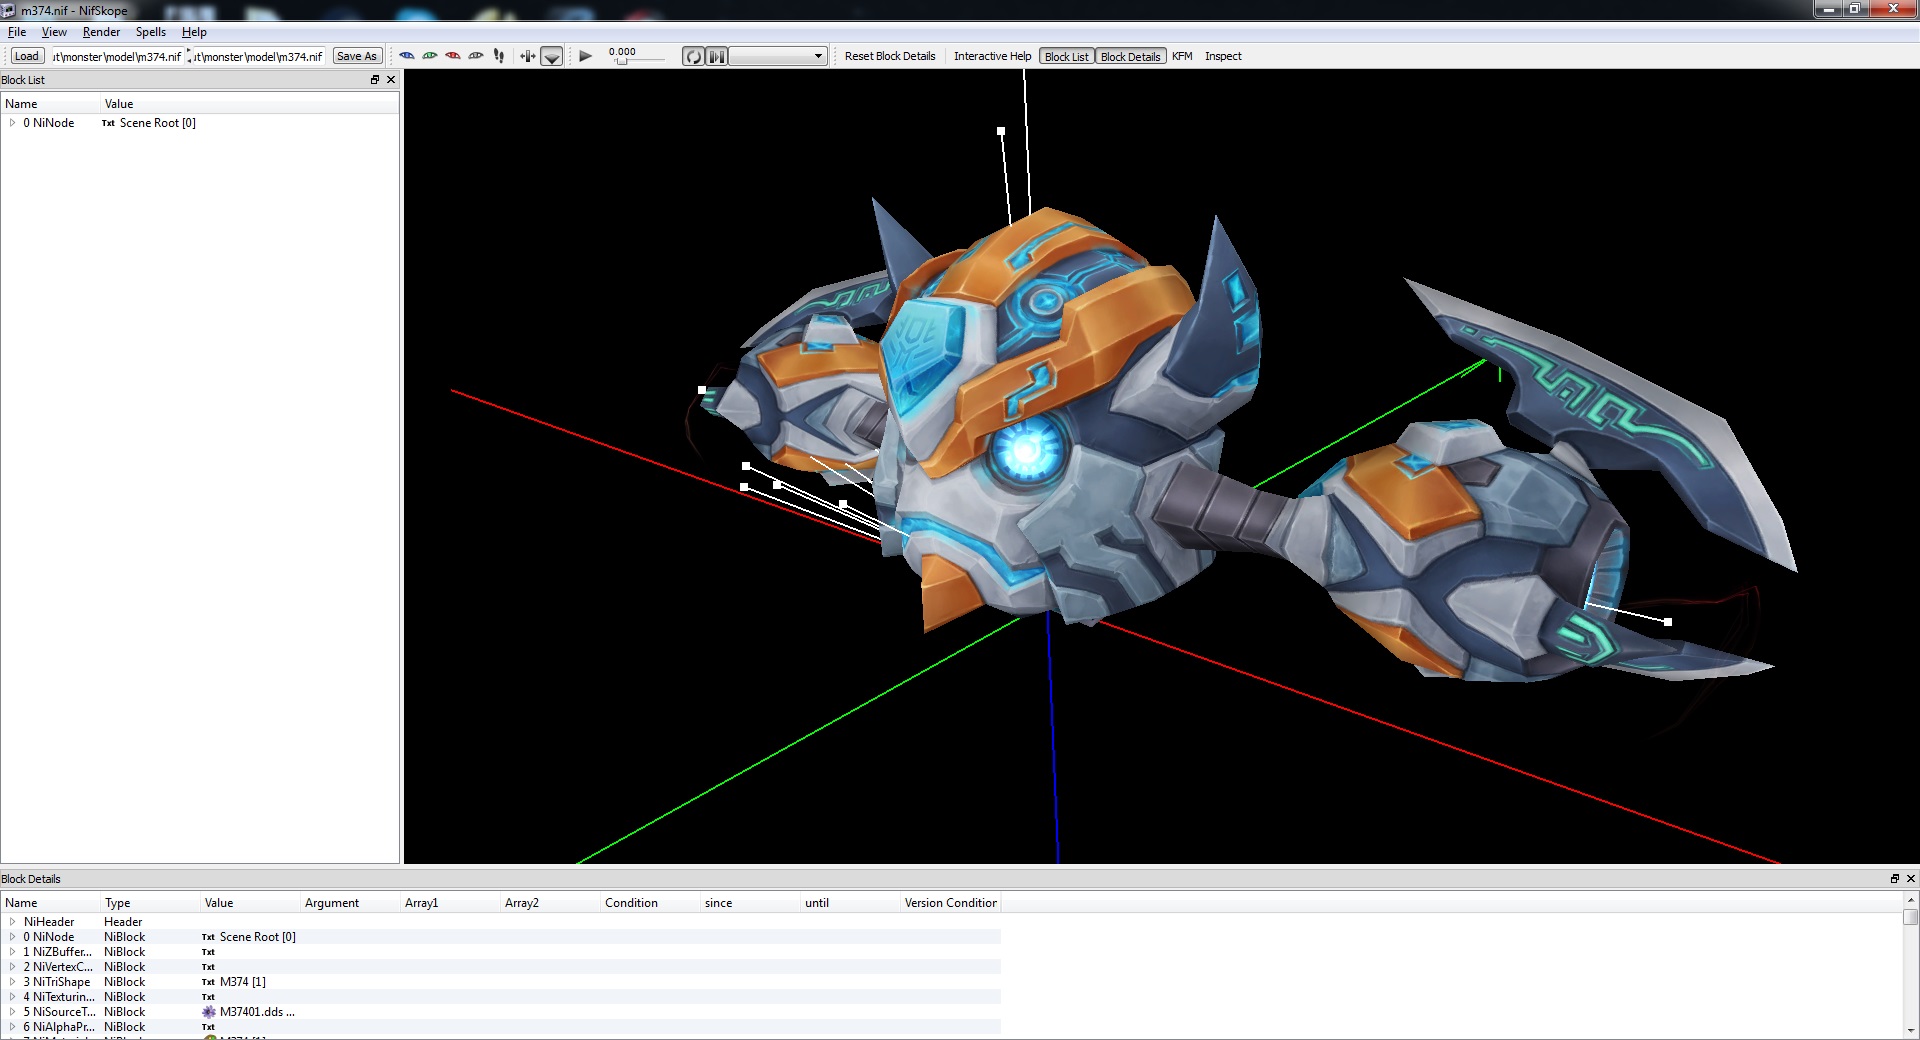 m374.nif - NifSkope
File View Render Spells Help
Load ıt\monster\model\m374.nif ıt\monster\model\m374.nif Save As 0.000 Reset Block Details Interactive Help Block List Block Details KFM Inspect
Block List
Name Value
0 NiNode Txt Scene Root [0]
Block Details
Name Type Value Argument Array1 Array2 Condition since until Version Condition
NiHeader Header
0 NiNode NiBlock Txt Scene Root [0]
1 NiZBuffer... NiBlock Txt
2 NiVertexC... NiBlock Txt
3 NiTriShape NiBlock Txt M374 [1]
4 NiTexturin... NiBlock Txt
5 NiSourceT... NiBlock M37401.dds ...
6 NiAlphaPr... NiBlock Txt